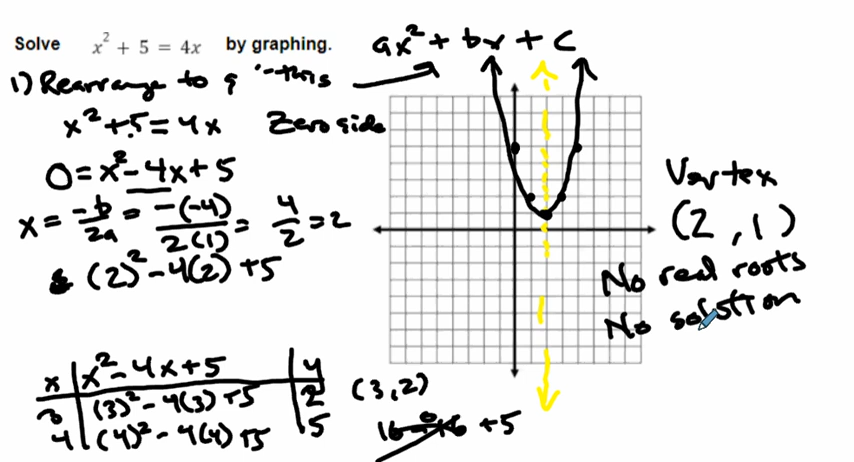 Solve x² + 5 = 4x by graphing.
ax² + bx + c
1) Rearrange to this
x² + 5 = 4x Zero side
0 = x² - 4x + 5
x = -b/2a = -(-4)/2(1) = 4/2 = 2
(2)² - 4(2) + 5
Vertex
(2, 1)
No real roots
No solution
x | x² - 4x + 5 | y
3 | (3)² - 4(3) + 5 | 2 (3, 2)
4 | (4)² - 4(4) + 5 | 5 16 - 16 0 + 5